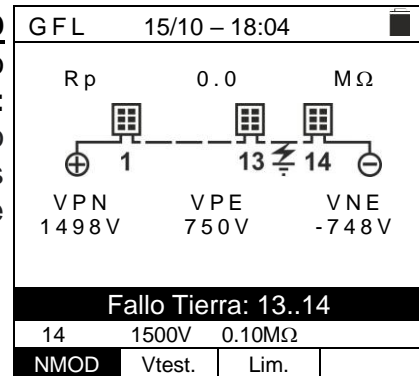 GFL 15/10 – 18:04
Rp 0.0 MΩ
1 13 14
VPN VPE VNE
1498V 750V -748V
Fallo Tierra: 13..14
14 1500V 0.10MΩ
NMOD Vtest. Lim.